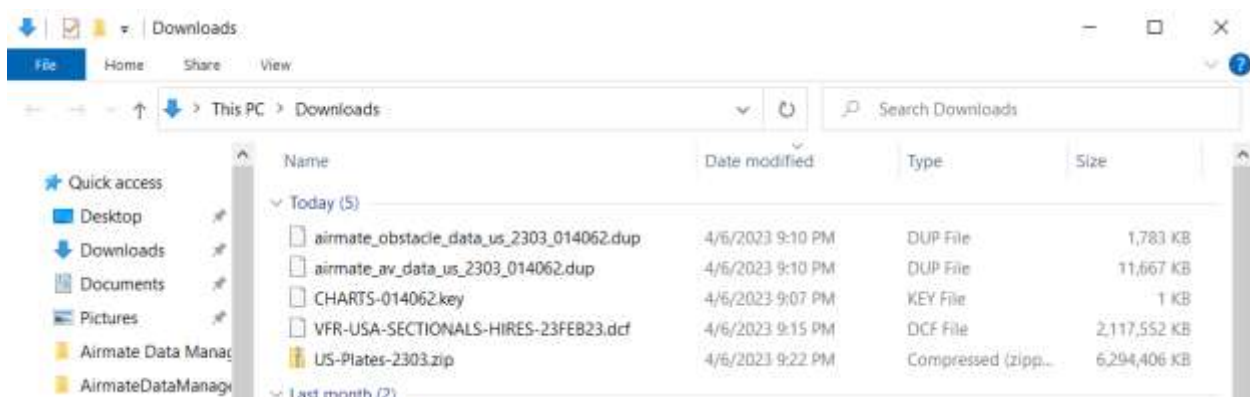 Downloads
File Home Share View
This PC > Downloads Search Downloads
Name Date modified Type Size
Quick access
Today (5)
Desktop
airmate_obstacle_data_us_2303_014062.dup 4/6/2023 9:10 PM DUP File 1,783 KB
Downloads
airmate_av_data_us_2303_014062.dup 4/6/2023 9:10 PM DUP File 11,667 KB
Documents
CHARTS-014062.key 4/6/2023 9:07 PM KEY File 1 KB
Pictures
VFR-USA-SECTIONALS-HIRES-23FEB23.dcf 4/6/2023 9:15 PM DCF File 2,117,552 KB
Airmate Data Manag
US-Plates-2303.zip 4/6/2023 9:22 PM Compressed (zipp... 6,294,406 KB
AirmateDataManag
Last month (2)